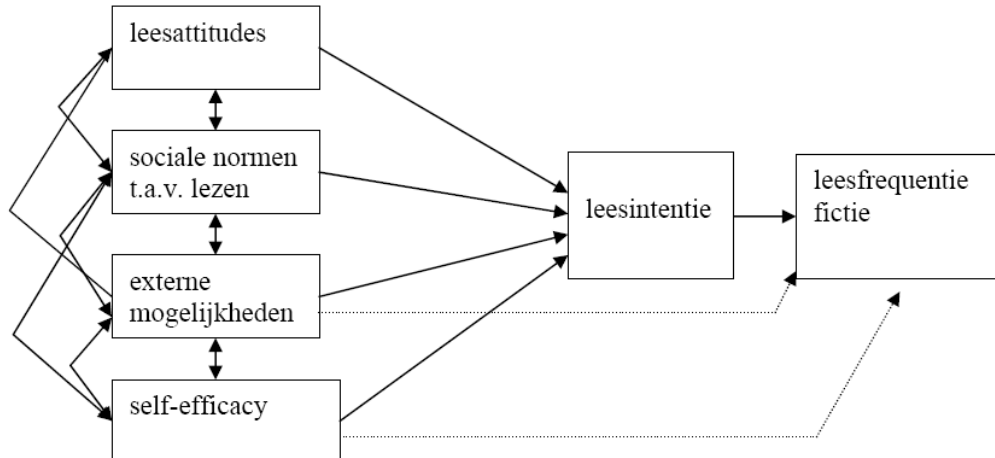 leesattitudes
sociale normen
t.a.v. lezen
externe
mogelijkheden
self-efficacy
leesintentie
leesfrequentie
fictie